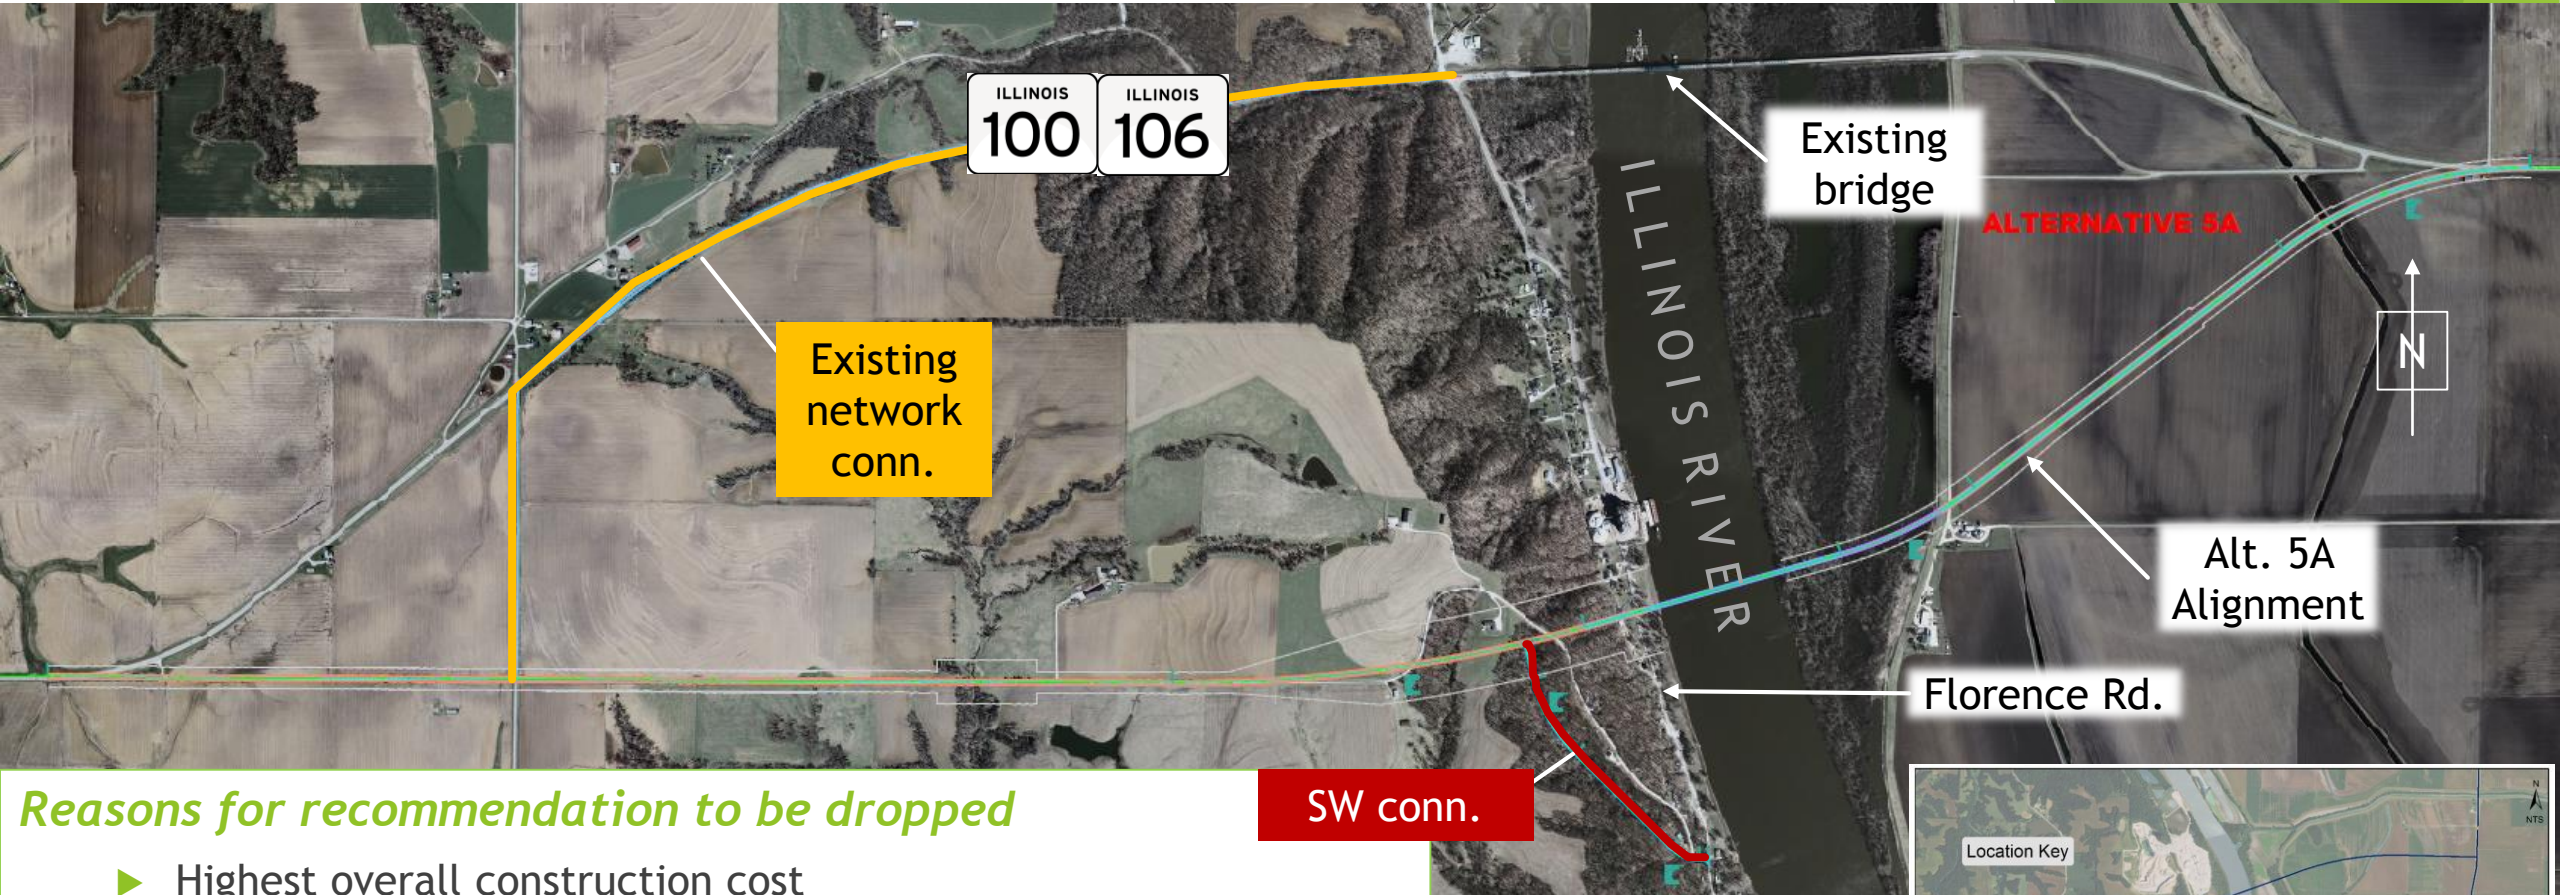 ILLINOIS
100
ILLINOIS
106
Existing
bridge
ALTERNATIVE 5A
ILLINOIS RIVER
N
Existing
network
conn.
Alt. 5A
Alignment
Florence Rd.
SW conn.
Reasons for recommendation to be dropped
Highest overall construction cost
Location Key
N
NTS